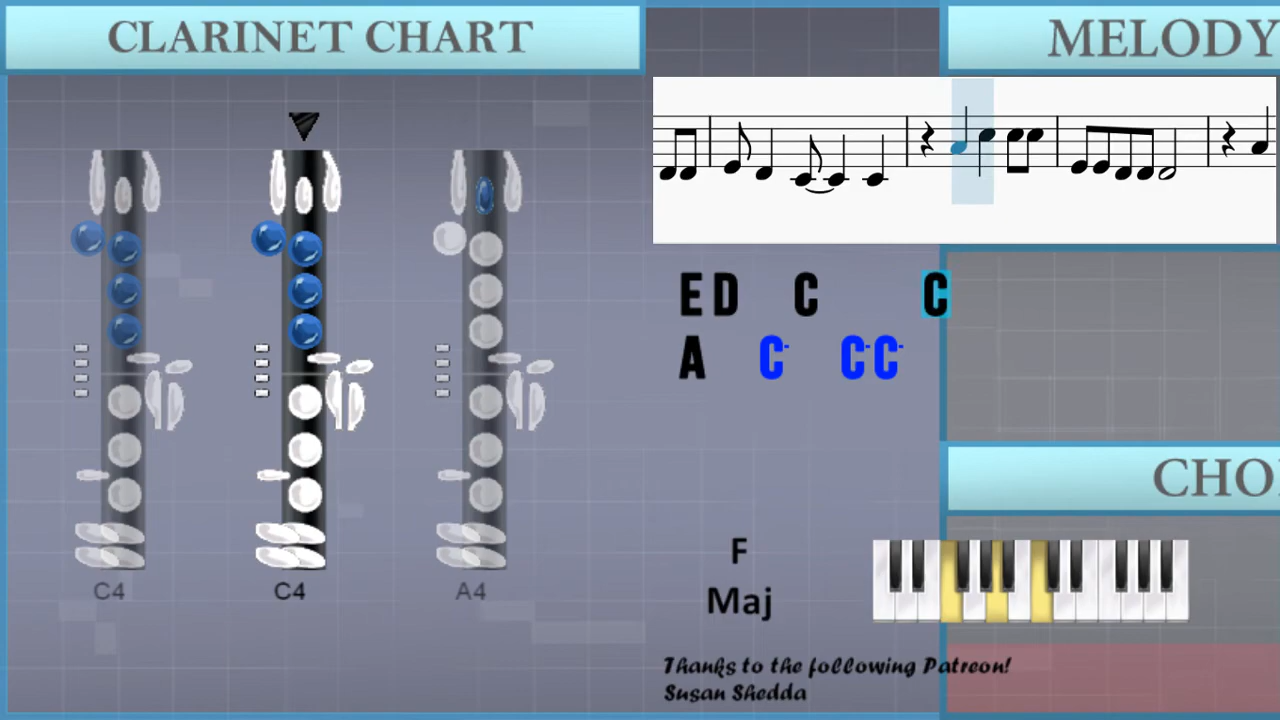 CLARINET CHART
MELODY
E D C C
A C- C- C-
CHO
F
Maj
C4 C4 A4
Thanks to the following Patreon!
Susan Shedda